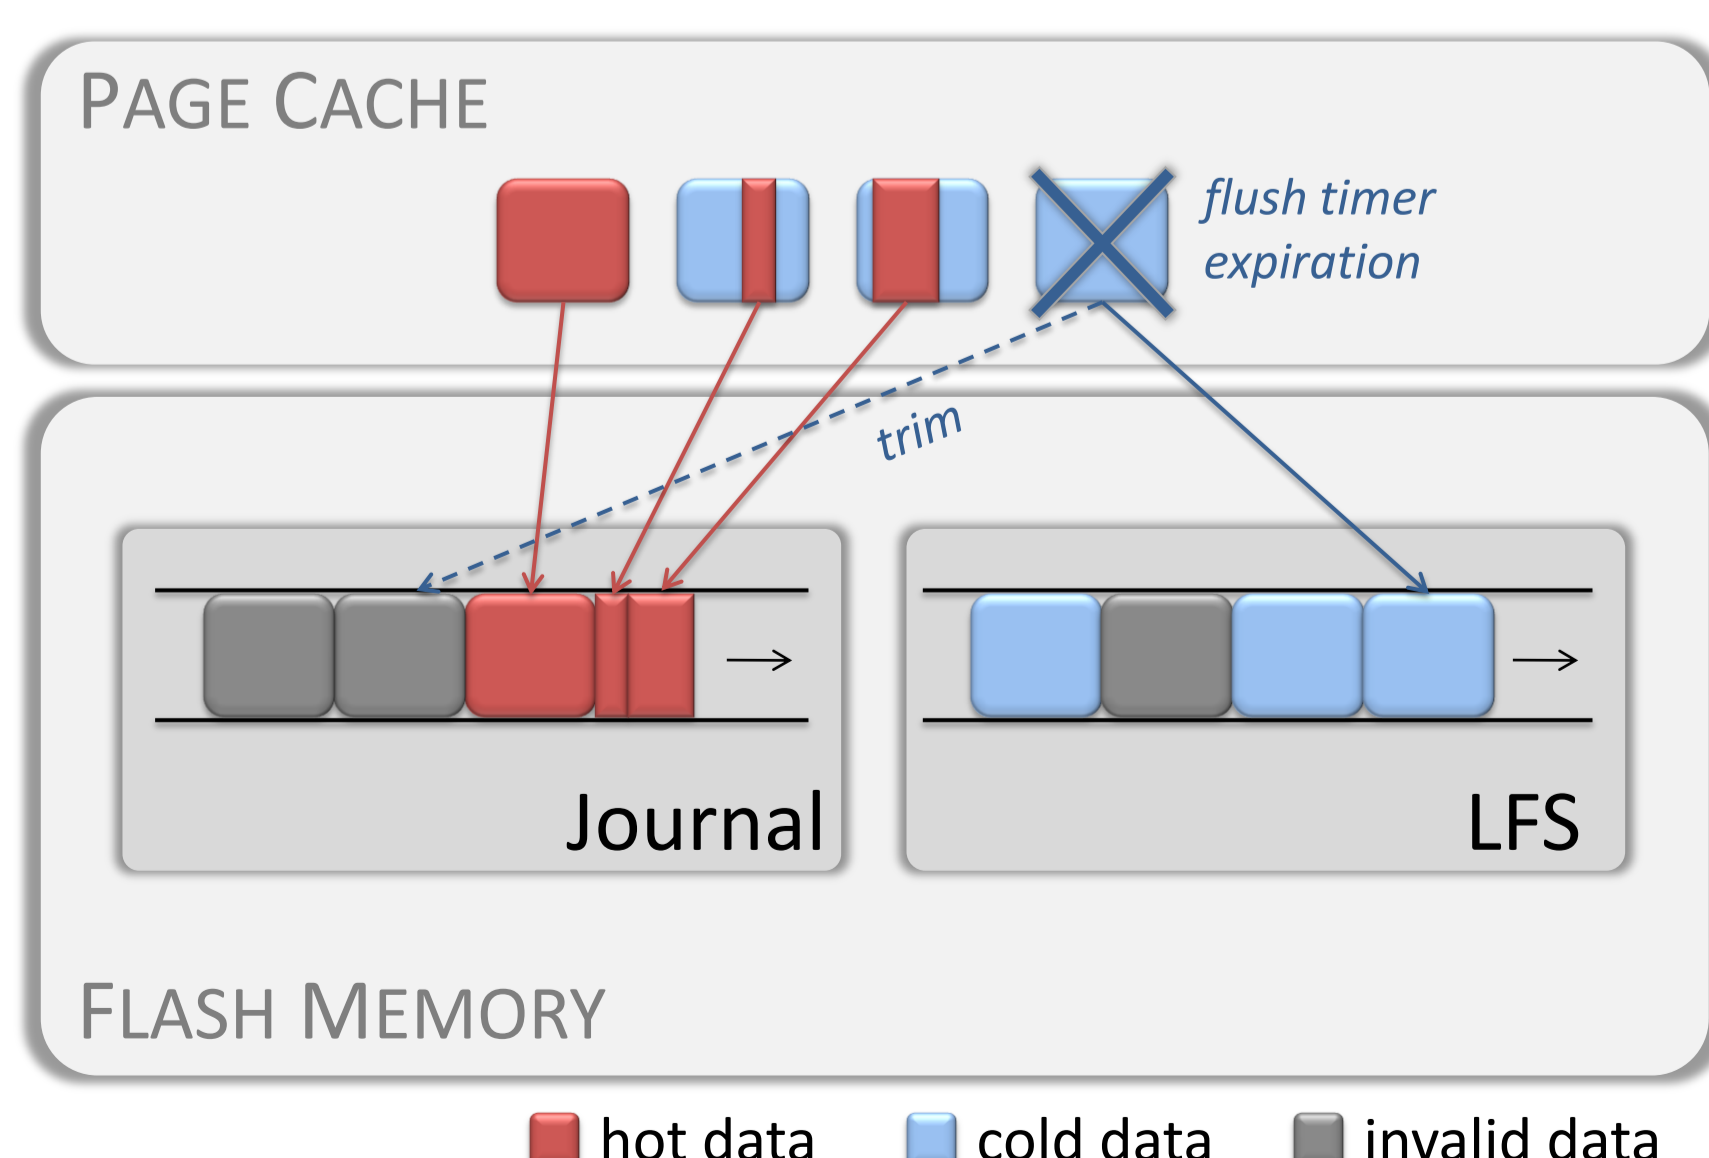 PAGE CACHE
flush timer
expiration
trim
Journal
LFS
FLASH MEMORY
hot data
cold data
invalid data